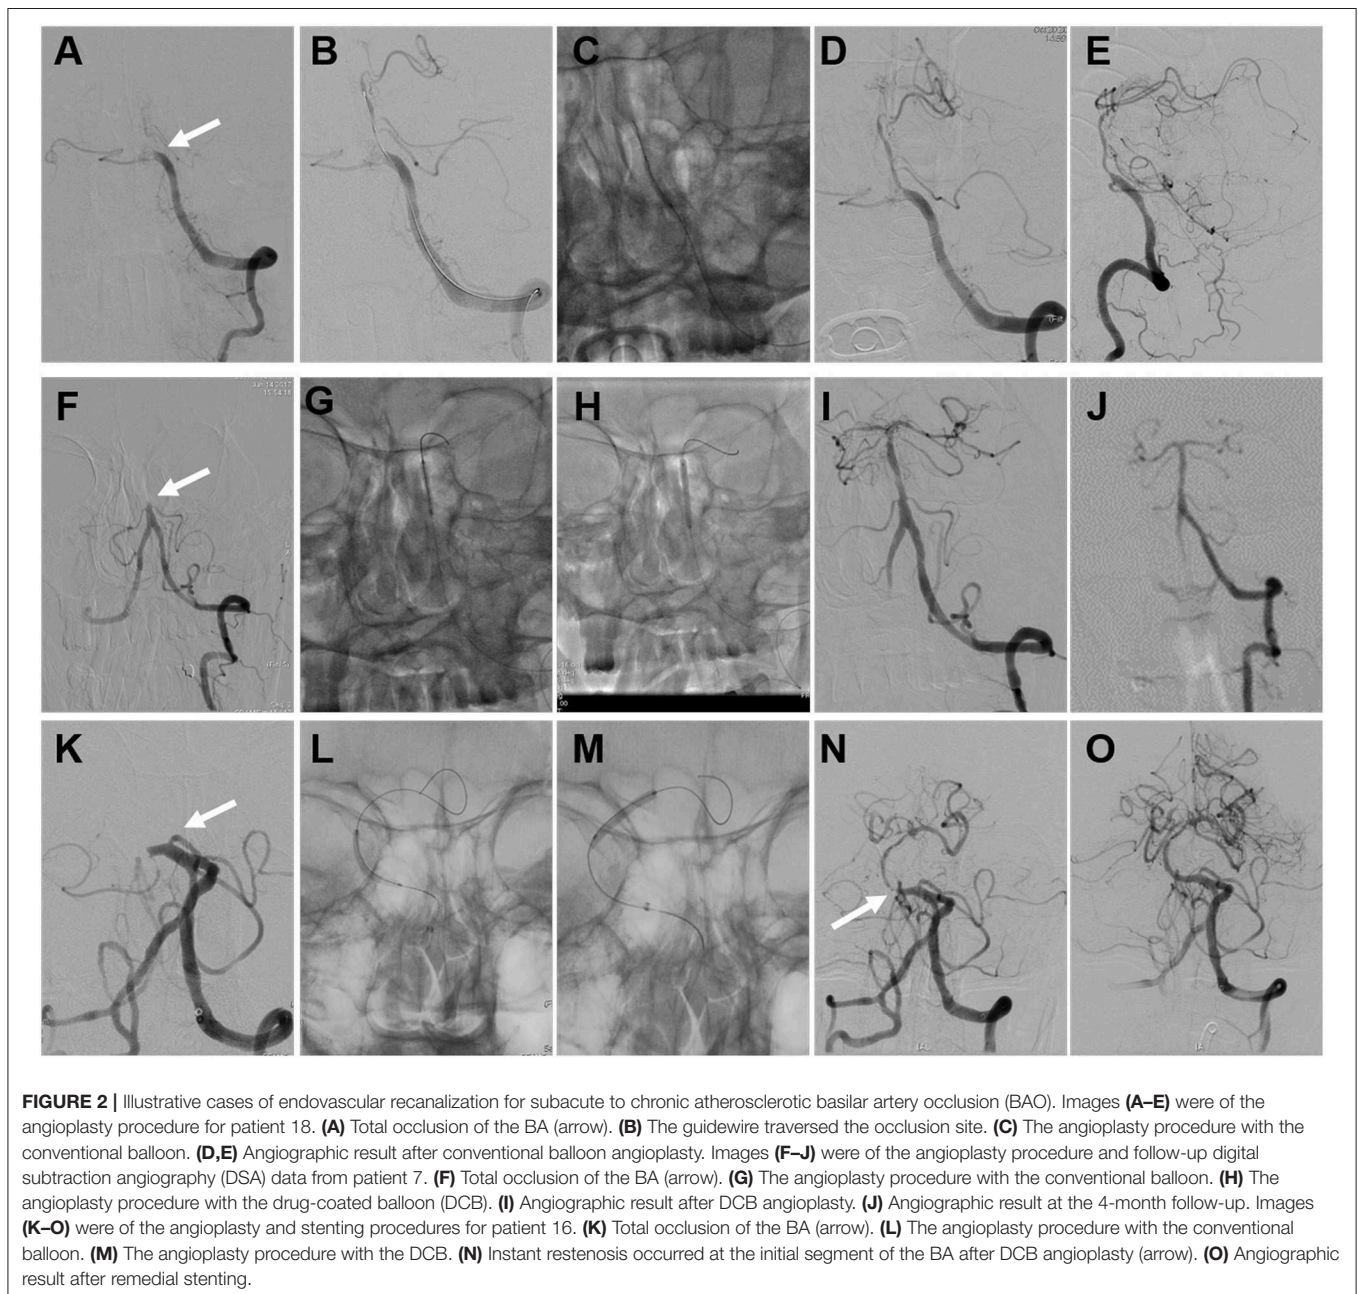 A
B
C
D
E
F
Jun 14 2017
G
H
I
J
K
L
M
N
O
FIGURE 2 | Illustrative cases of endovascular recanalization for subacute to chronic atherosclerotic basilar artery occlusion (BAO). Images (A–E) were of the
angioplasty procedure for patient 18. (A) Total occlusion of the BA (arrow). (B) The guidewire traversed the occlusion site. (C) The angioplasty procedure with the
conventional balloon. (D,E) Angiographic result after conventional balloon angioplasty. Images (F–J) were of the angioplasty procedure and follow-up digital
subtraction angiography (DSA) data from patient 7. (F) Total occlusion of the BA (arrow). (G) The angioplasty procedure with the conventional balloon. (H) The
angioplasty procedure with the drug-coated balloon (DCB). (I) Angiographic result after DCB angioplasty. (J) Angiographic result at the 4-month follow-up. Images
(K–O) were of the angioplasty and stenting procedures for patient 16. (K) Total occlusion of the BA (arrow). (L) The angioplasty procedure with the conventional
balloon. (M) The angioplasty procedure with the DCB. (N) Instant restenosis occurred at the initial segment of the BA after DCB angioplasty (arrow). (O) Angiographic
result after remedial stenting.